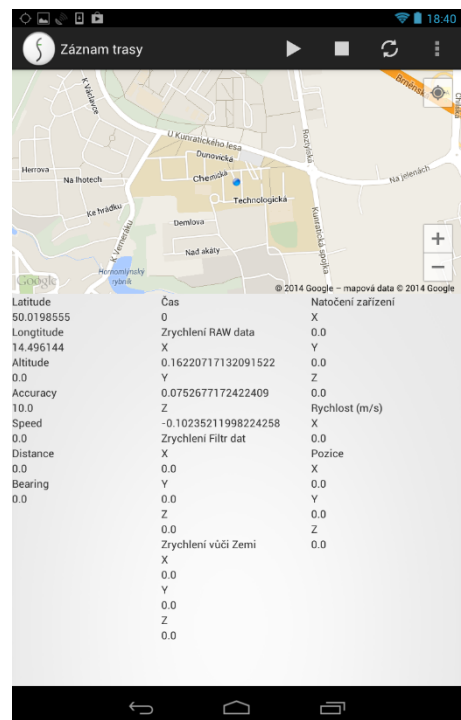 18:40
Záznam trasy
K Václavce
Brněnská
Chilská
U Kunratického lesa
Roztylská
Dunovická
Herrova
Na lhotech
Chemická
Na jelenách
Technologická
Ke hrádku
K Verneráku
Demlova
Kunratická spojka
Nad akáty
Hernomlýnský
rybník
+
−
Google
© 2014 Google – mapová data © 2014 Google
Latitude
50.0198555
Longtitude
14.496144
Altitude
0.0
Accuracy
10.0
Speed
0.0
Distance
0.0
Bearing
0.0
Čas
0
Zrychlení RAW data
X
0.16220717132091522
Y
0.0752677172422409
Z
-0.10235211998224258
Zrychlení Filtr dat
X
0.0
Y
0.0
Z
0.0
Zrychlení vůči Zemi
X
0.0
Y
0.0
Z
0.0
Natočení zařízení
X
0.0
Y
0.0
Z
0.0
Rychlost (m/s)
X
0.0
Pozice
X
0.0
Y
0.0
Z
0.0